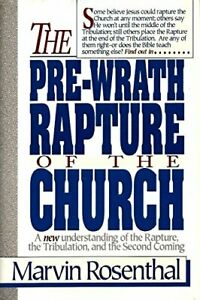 Some believe Jesus could rapture the
Church at any moment; others say
He won't until the middle of the
Tribulation; still others place the Rapture
at the end of the Tribulation. Are any
of them right-or does the Bible teach
something else? Find out in........
THE
PRE-WRATH
RAPTURE
OF THE
CHURCH
A new understanding of the Rapture,
the Tribulation, and the Second Coming
Marvin Rosenthal